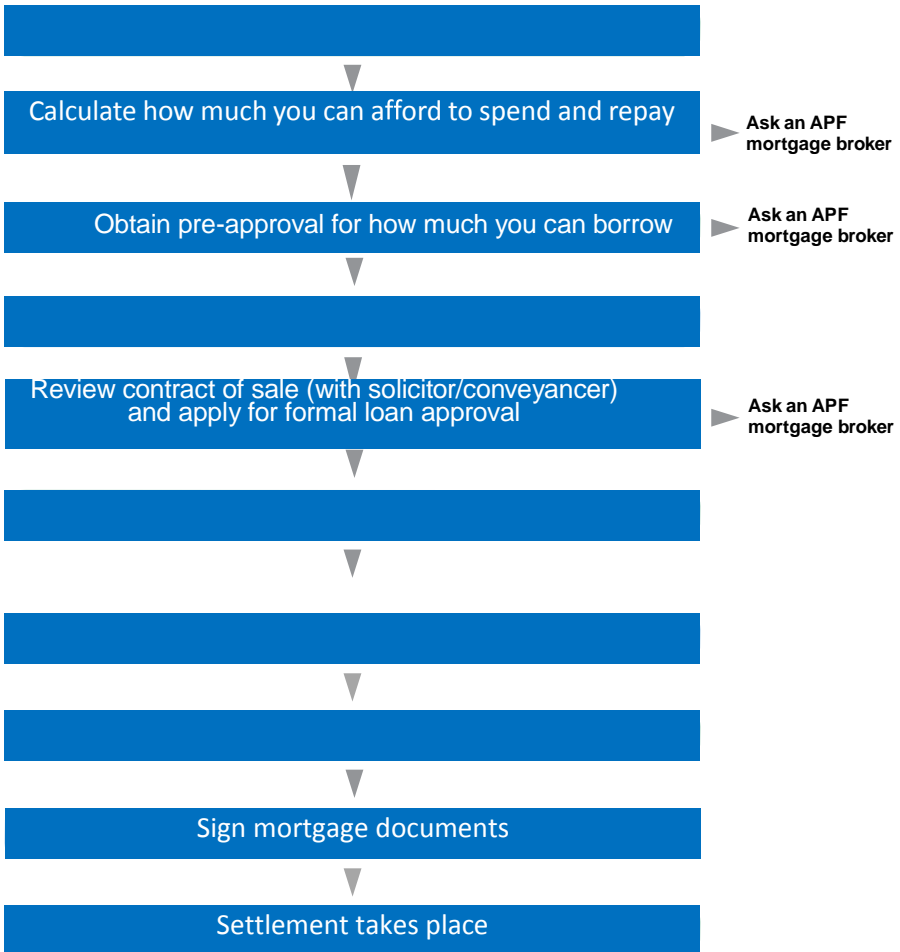 Calculate how much you can afford to spend and repay
Ask an APF
mortgage broker
Obtain pre-approval for how much you can borrow
Ask an APF
mortgage broker
Review contract of sale (with solicitor/conveyancer)
and apply for formal loan approval
Ask an APF
mortgage broker
Sign mortgage documents
Settlement takes place